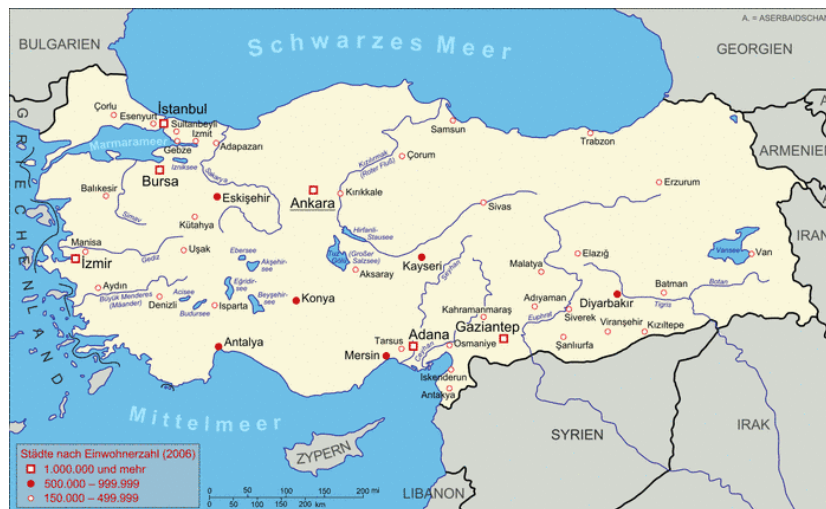 A. = ASERBAIDSCHAN
BULGARIEN
Schwarzes Meer
GEORGIEN
A.
ARMENIEN
A.
IRAN
GRIECHENLAND
Çorlu
Esenyurt
İstanbul
Sultanbeyli
İzmit
Gebze
Adapazarı
Marmarameer
Bursa
Izniksee
Sakarya
Balıkesir
Simav
Eskişehir
Kütahya
Ankara
Kırıkkale
Kızılırmak
(Roter Fluß)
Çorum
Samsun
Trabzon
Erzurum
Sivas
Hirfanlı-
Stausee
Manisa
İzmir
Gediz
Uşak
Ebersee
Akşehir-
see
Tuz
(Großer
Salzsee)
Aksaray
Kayseri
Seyhan
Malatya
Elazığ
Vansee
Van
Aydın
Büyük Menderes
(Mäander)
Denizli
Acisee
Burdursee
Isparta
Eğirdir-
see
Beyşehir-
see
Konya
Kahramanmaraş
Adıyaman
Diyarbakır
Batman
Botan
Tigris
Siverek
Viranşehir
Kızıltepe
Şanlıurfa
Euphrat
Gaziantep
Adana
Tarsus
Mersin
Ceyhan
Osmaniye
Iskenderun
Antakya
Antalya
Mittelmeer
ZYPERN
SYRIEN
IRAK
LIBANON
Städte nach Einwohnerzahl (2006)
1.000.000 und mehr
500.000 – 999.999
150.000 – 499.999
0 50 100 150 200 mi
0 50 100 150 200
km